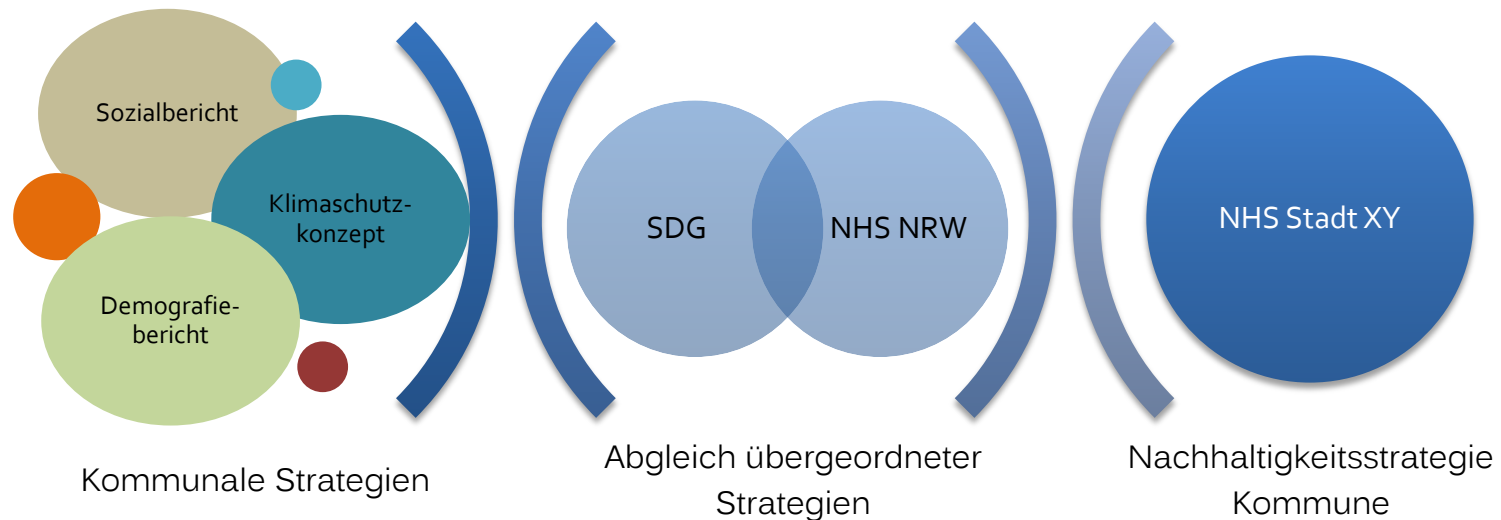 Sozialbericht
Klimaschutz-
konzept
Demografie-
bericht
Kommunale Strategien
SDG
NHS NRW
Abgleich übergeordneter
Strategien
NHS Stadt XY
Nachhaltigkeitsstrategie
Kommune